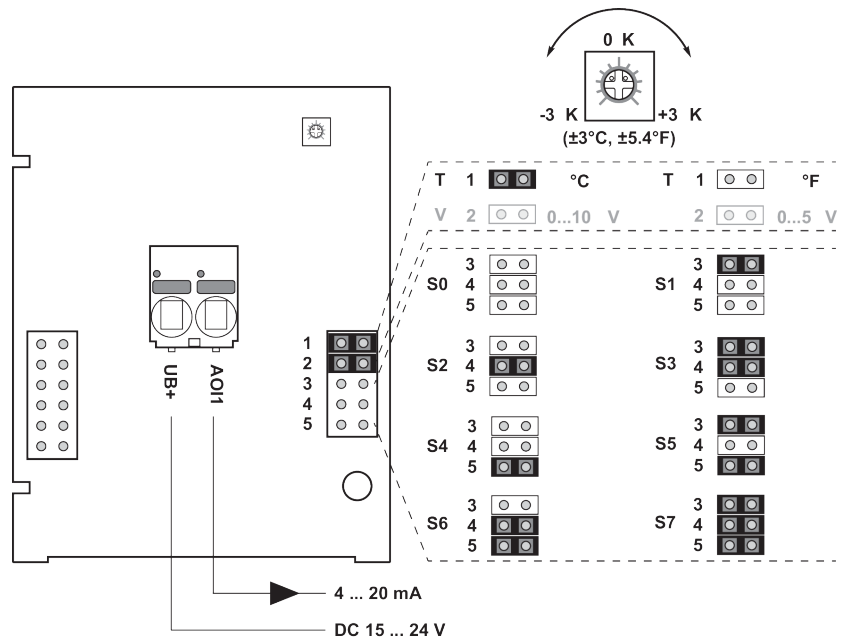 0 K
-3 K +3 K
(±3°C, ±5.4°F)
T 1 °C T 1 °F
V 2 0...10 V 2 0...5 V
S0 3 4 5
S1 3 4 5
S2 3 4 5
S3 3 4 5
S4 3 4 5
S5 3 4 5
S6 3 4 5
S7 3 4 5
1
2
3
4
5
UB+
AOI1
4 ... 20 mA
DC 15 ... 24 V